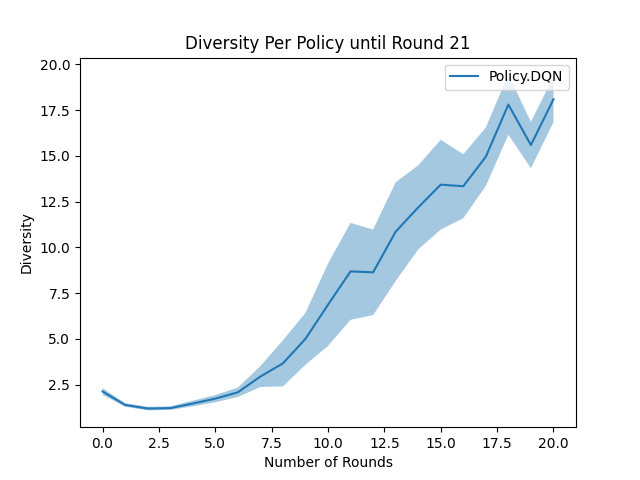 Diversity Per Policy until Round 21
Policy.DQN
20.0
17.5
15.0
12.5
10.0
7.5
5.0
2.5
Diversity
0.0 2.5 5.0 7.5 10.0 12.5 15.0 17.5 20.0
Number of Rounds